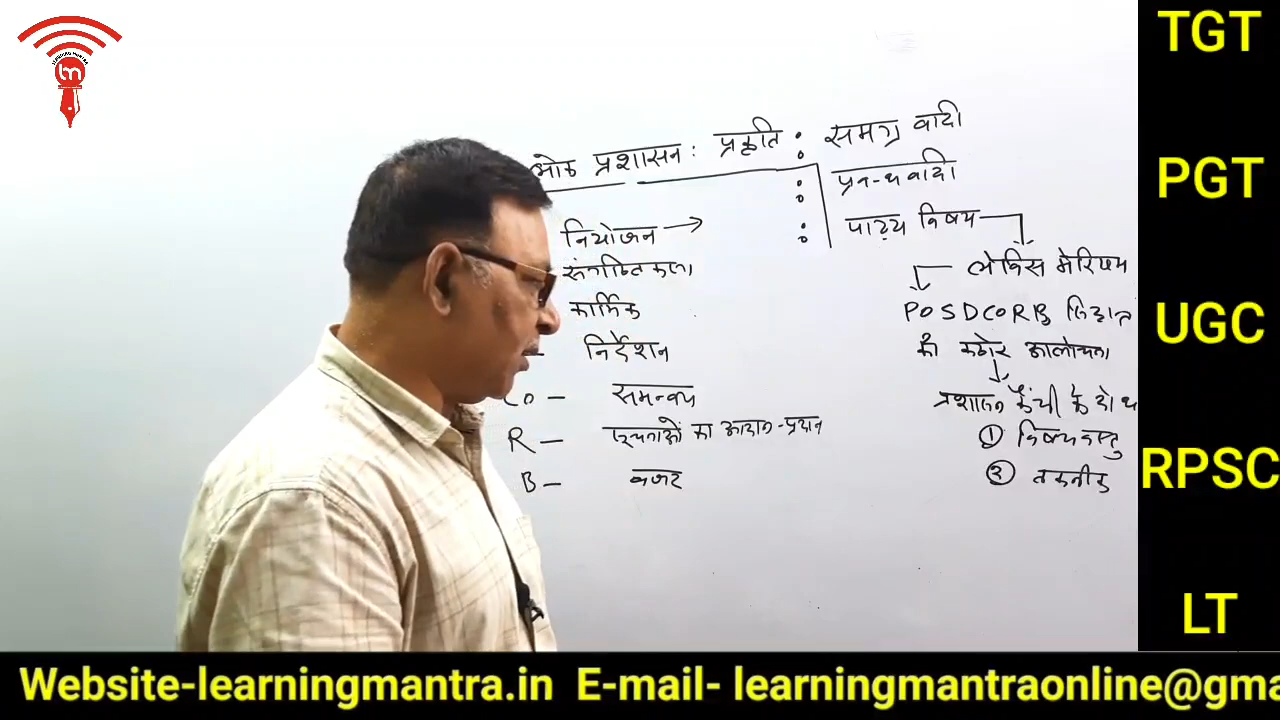 लोक प्रशासन : प्रकृति : समग्र वादी
प्रबन्धवादी
पाठ्य विषय
नियोजन →
लेविस मेरियम
संगठित करना
POSDCORB सिद्धान्त
कार्मिक
की कठोर आलोचना
– निर्देशन
प्रशासन कैंची के दो
Co – समन्वय
① विषयवस्तु
R – सूचनाओं का आदान-प्रदान
② तकनीक
B – बजट
TGT
PGT
UGC
RPSC
LT
Website-learningmantra.in E-mail- learningmantraonline@gma